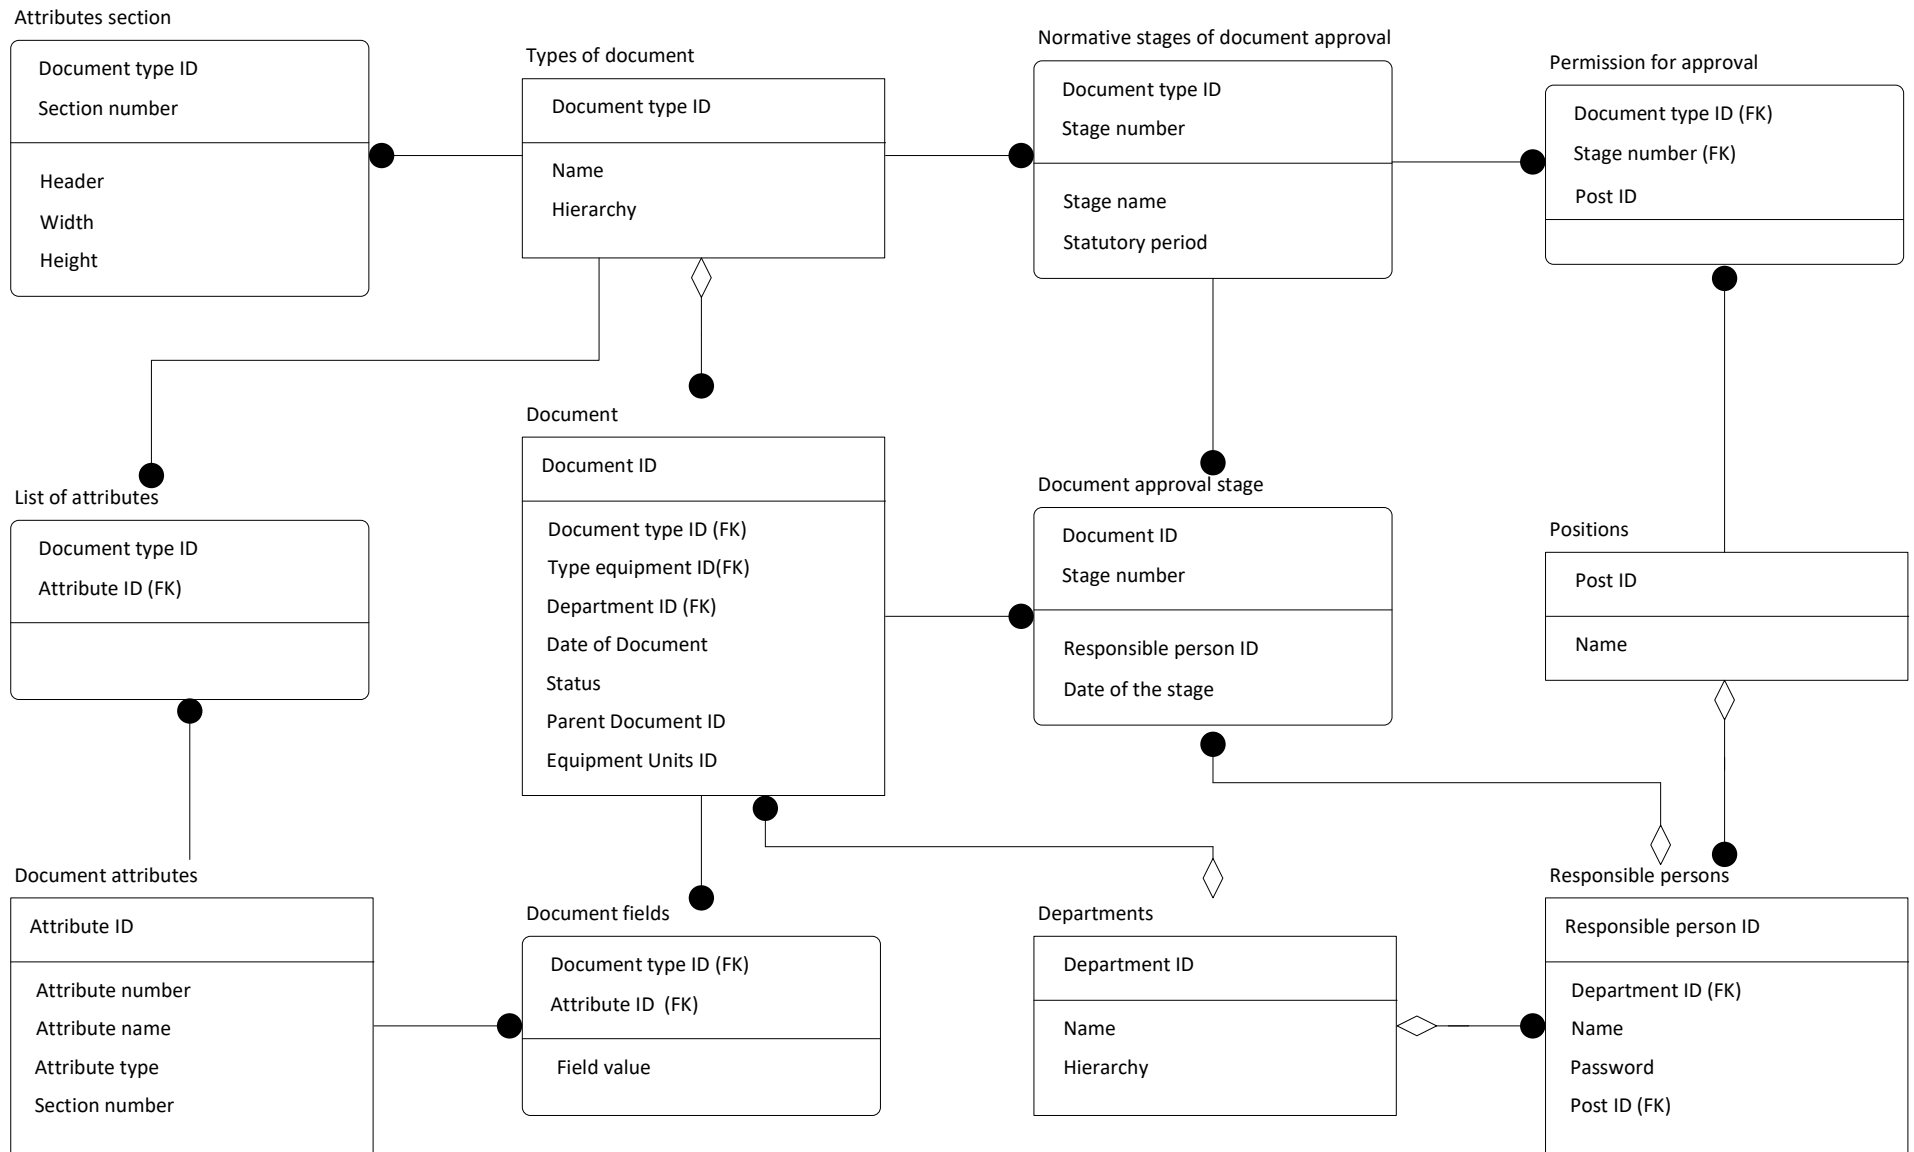 Attributes section
Document type ID
Section number
Header
Width
Height
Types of document
Document type ID
Name
Hierarchy
Normative stages of document approval
Document type ID
Stage number
Stage name
Statutory period
Permission for approval
Document type ID (FK)
Stage number (FK)
Post ID
List of attributes
Document type ID
Attribute ID (FK)
Document
Document ID
Document type ID (FK)
Type equipment ID(FK)
Department ID (FK)
Date of Document
Status
Parent Document ID
Equipment Units ID
Document approval stage
Document ID
Stage number
Responsible person ID
Date of the stage
Positions
Post ID
Name
Document attributes
Attribute ID
Attribute number
Attribute name
Attribute type
Section number
Document fields
Document type ID (FK)
Attribute ID (FK)
Field value
Departments
Department ID
Name
Hierarchy
Responsible persons
Responsible person ID
Department ID (FK)
Name
Password
Post ID (FK)